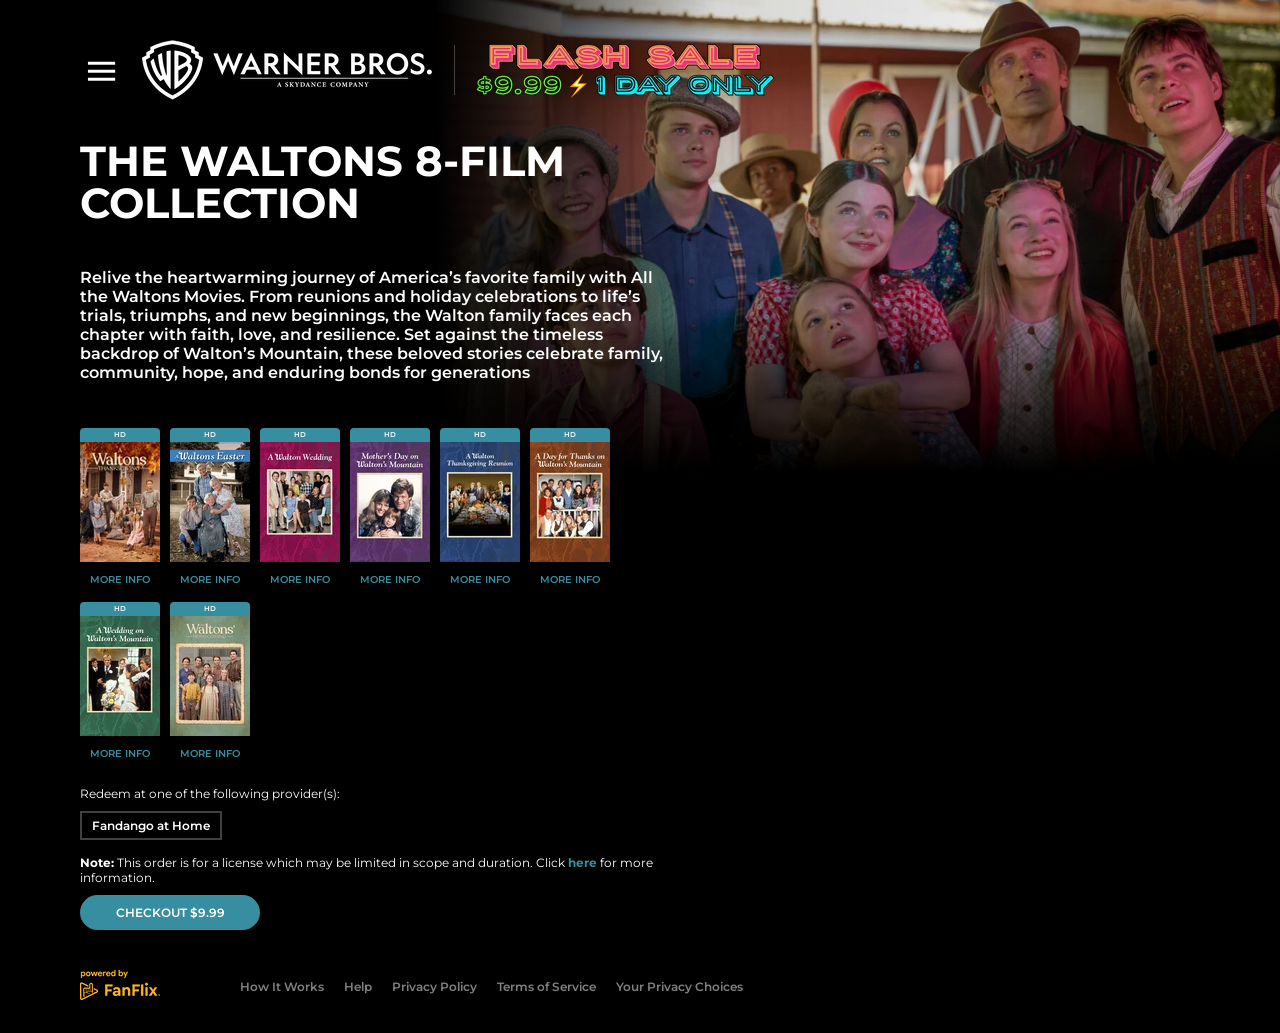 WARNER BROS.
A SKYDANCE COMPANY
FLASH SALE
$9.99⚡1 DAY ONLY
THE WALTONS 8-FILM
COLLECTION
Relive the heartwarming journey of America’s favorite family with All
the Waltons Movies. From reunions and holiday celebrations to life’s
trials, triumphs, and new beginnings, the Walton family faces each
chapter with faith, love, and resilience. Set against the timeless
backdrop of Walton’s Mountain, these beloved stories celebrate family,
community, hope, and enduring bonds for generations
HD HD HD HD HD HD
Waltons
THANKSGIVING
A Waltons Easter
A Walton Wedding
Mother's Day on
Walton's Mountain
A Walton
Thanksgiving Reunion
A Day for Thanks on
Walton's Mountain
MORE INFO MORE INFO MORE INFO MORE INFO MORE INFO MORE INFO
HD HD
A Wedding on
Walton's Mountain
Waltons'
HOMECOMING
MORE INFO MORE INFO
Redeem at one of the following provider(s):
Fandango at Home
Note: This order is for a license which may be limited in scope and duration. Click here for more
information.
CHECKOUT $9.99
powered by
FanFlix
How It Works Help Privacy Policy Terms of Service Your Privacy Choices